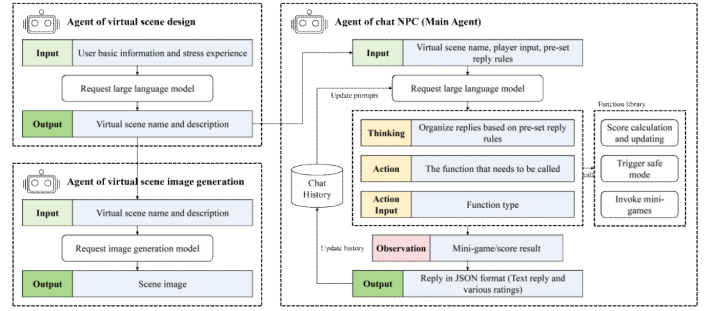 Agent of virtual scene design
Input
User basic information and stress experience
Request large language model
Output
Virtual scene name and description
Agent of virtual scene image generation
Input
Virtual scene name and description
Request image generation model
Output
Scene image
Agent of chat NPC (Main Agent)
Input
Virtual scene name, player input, pre-set
reply rules
Update prompts
Request large language model
Thinking
Organize replies based on pre-set reply
rules
Action
The function that needs to be called
Action
Input
Function type
call
Function library
Score calculation
and updating
Trigger safe
mode
Invoke mini-
games
Chat
History
Update history
Observation
Mini-game/score result
Output
Reply in JSON format (Text reply and
various ratings)